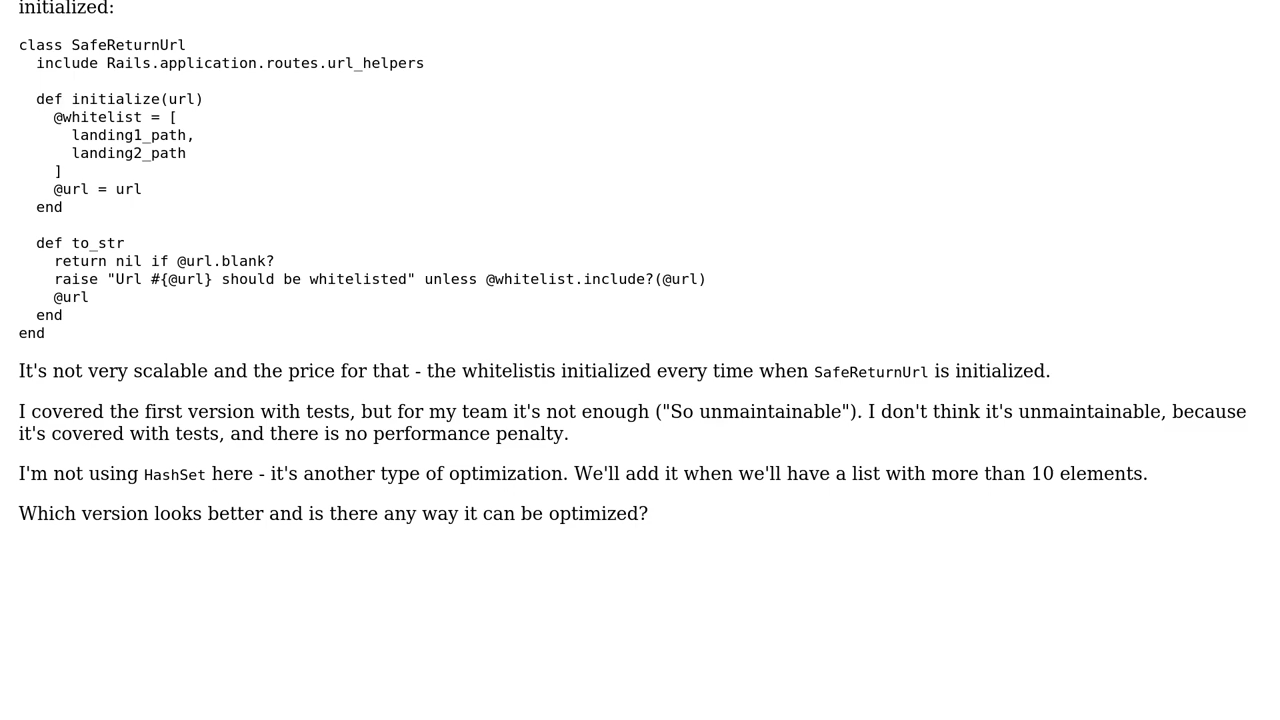 initialized:
class SafeReturnUrl
  include Rails.application.routes.url_helpers

  def initialize(url)
    @whitelist = [
      landing1_path,
      landing2_path
    ]
    @url = url
  end

  def to_str
    return nil if @url.blank?
    raise "Url #{@url} should be whitelisted" unless @whitelist.include?(@url)
    @url
  end
end
It's not very scalable and the price for that - the whitelistis initialized every time when SafeReturnUrl is initialized.
I covered the first version with tests, but for my team it's not enough ("So unmaintainable"). I don't think it's unmaintainable, because
it's covered with tests, and there is no performance penalty.
I'm not using HashSet here - it's another type of optimization. We'll add it when we'll have a list with more than 10 elements.
Which version looks better and is there any way it can be optimized?